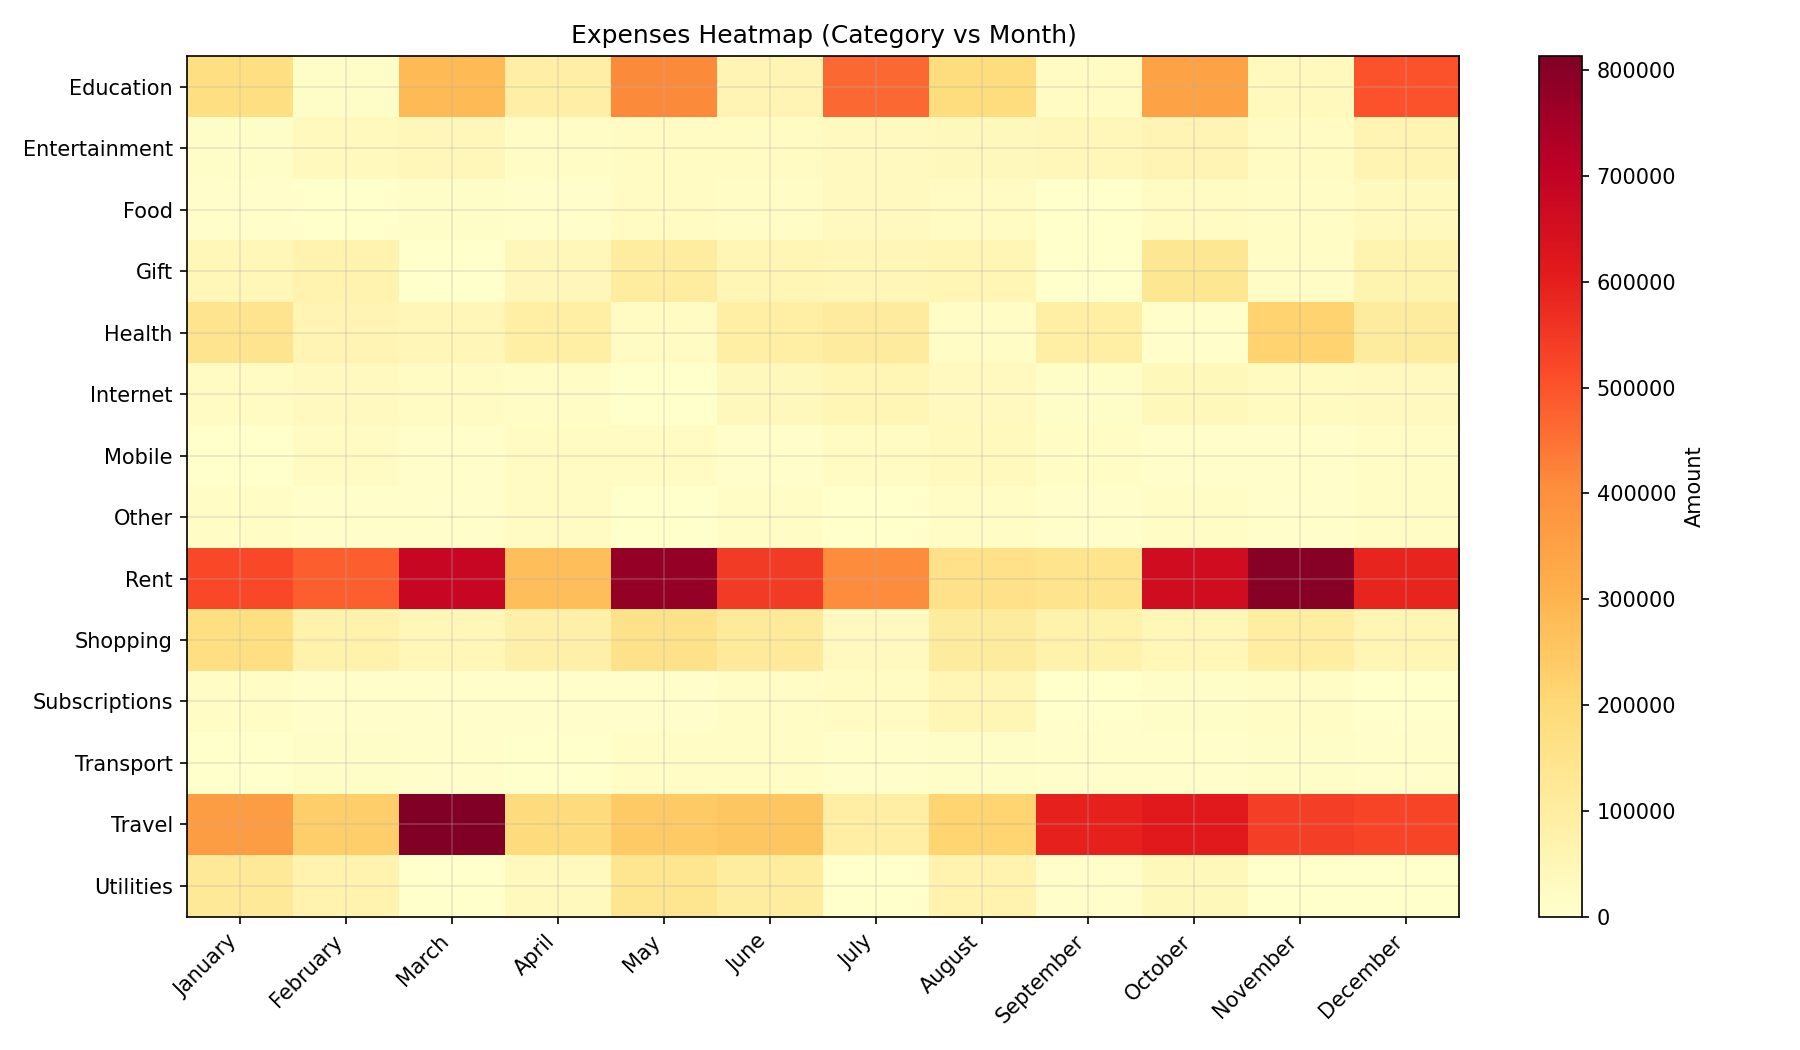 Expenses Heatmap (Category vs Month)
Education
Entertainment
Food
Gift
Health
Internet
Mobile
Other
Rent
Shopping
Subscriptions
Transport
Travel
Utilities
January
February
March
April
May
June
July
August
September
October
November
December
800000
700000
600000
500000
400000
300000
200000
100000
0
Amount